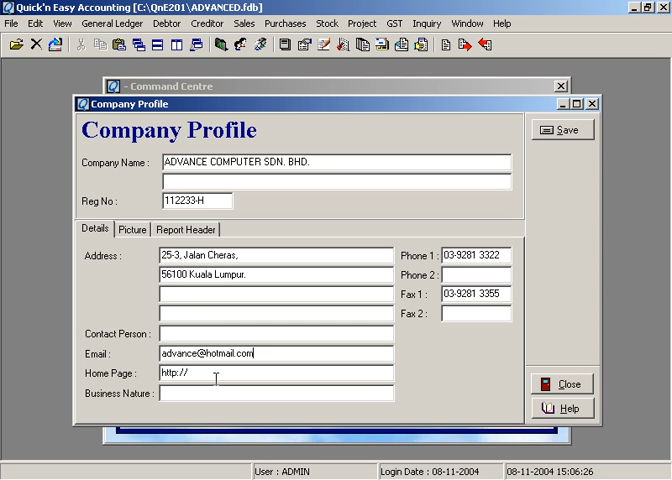 Quick'n Easy Accounting [C:\QnE201\ADVANCED.fdb]
File Edit View General Ledger Debtor Creditor Sales Purchases Stock Project GST Inquiry Window Help
- Command Centre
Company Profile
Company Profile
Save
Company Name : ADVANCE COMPUTER SDN. BHD.
Reg No : 112233-H
Details Picture Report Header
Address : 25-3, Jalan Cheras, Phone 1 : 03-9281 3322
56100 Kuala Lumpur. Phone 2 :
Fax 1 : 03-9281 3355
Fax 2 :
Contact Person :
Email : advance@hotmail.com
Home Page : http://
Close
Business Nature :
Help
User : ADMIN Login Date : 08-11-2004 08-11-2004 15:06:26